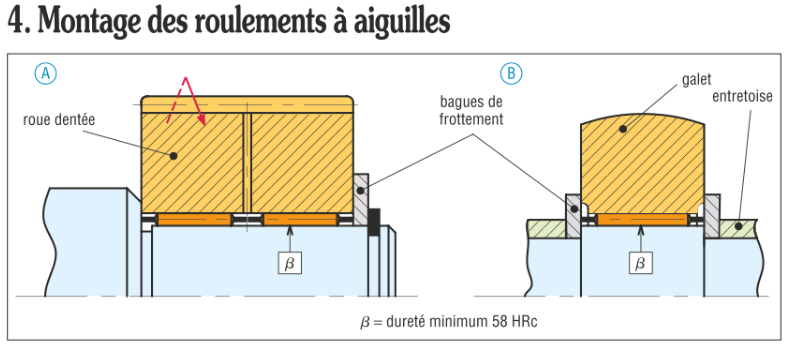 4. Montage des roulements à aiguilles
A
B
roue dentée
bagues de
frottement
galet
entretoise
β
β
β = dureté minimum 58 HRc